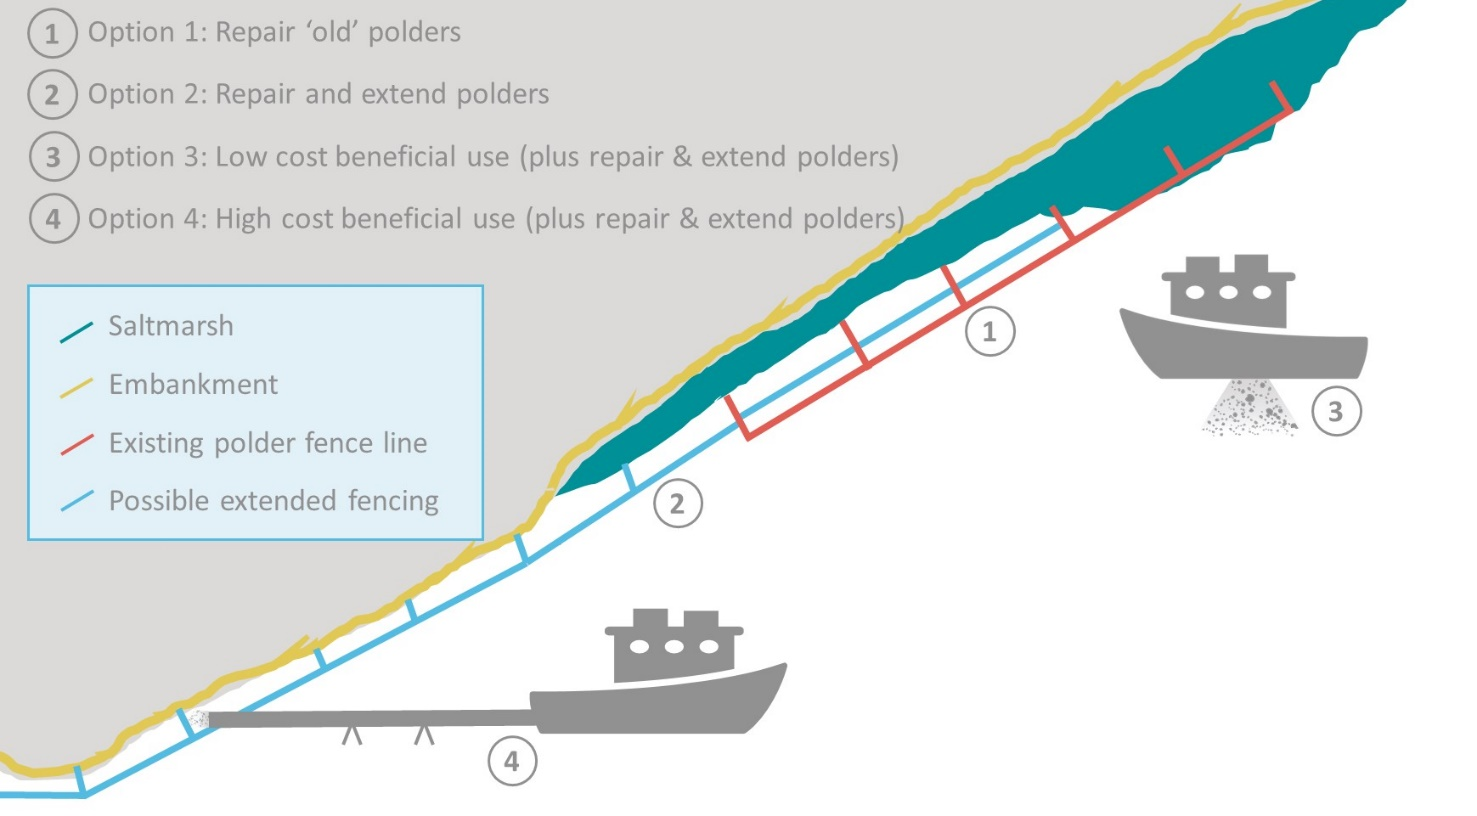 1 Option 1: Repair ‘old’ polders
2 Option 2: Repair and extend polders
3 Option 3: Low cost beneficial use (plus repair & extend polders)
4 Option 4: High cost beneficial use (plus repair & extend polders)
Saltmarsh
Embankment
Existing polder fence line
Possible extended fencing
1
3
2
4